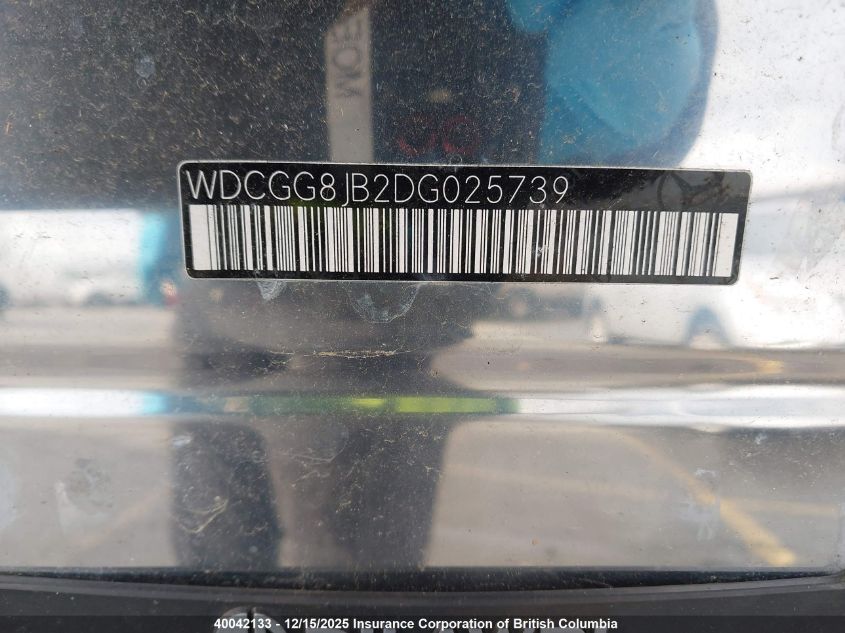 WDCGG8JB2DG025739
40042133 — 12/15/2025 Insurance Corporation of British Columbia